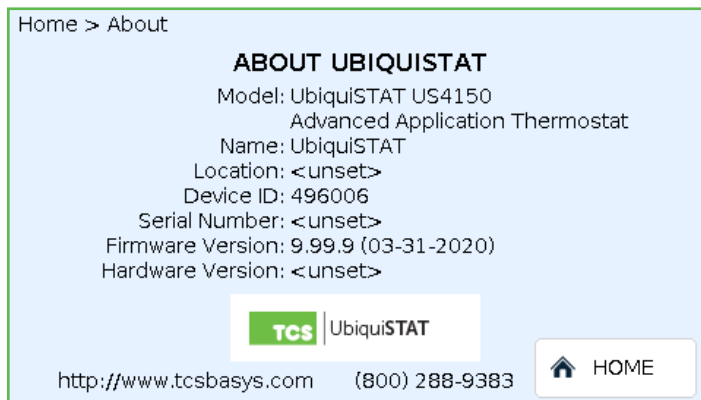 Home > About
ABOUT UBIQUISTAT
Model: UbiquiSTAT US4150
Advanced Application Thermostat
Name: UbiquiSTAT
Location: <unset>
Device ID: 496006
Serial Number: <unset>
Firmware Version: 9.99.9 (03-31-2020)
Hardware Version: <unset>
TCS UbiquiSTAT
HOME
http://www.tcsbasys.com (800) 288-9383